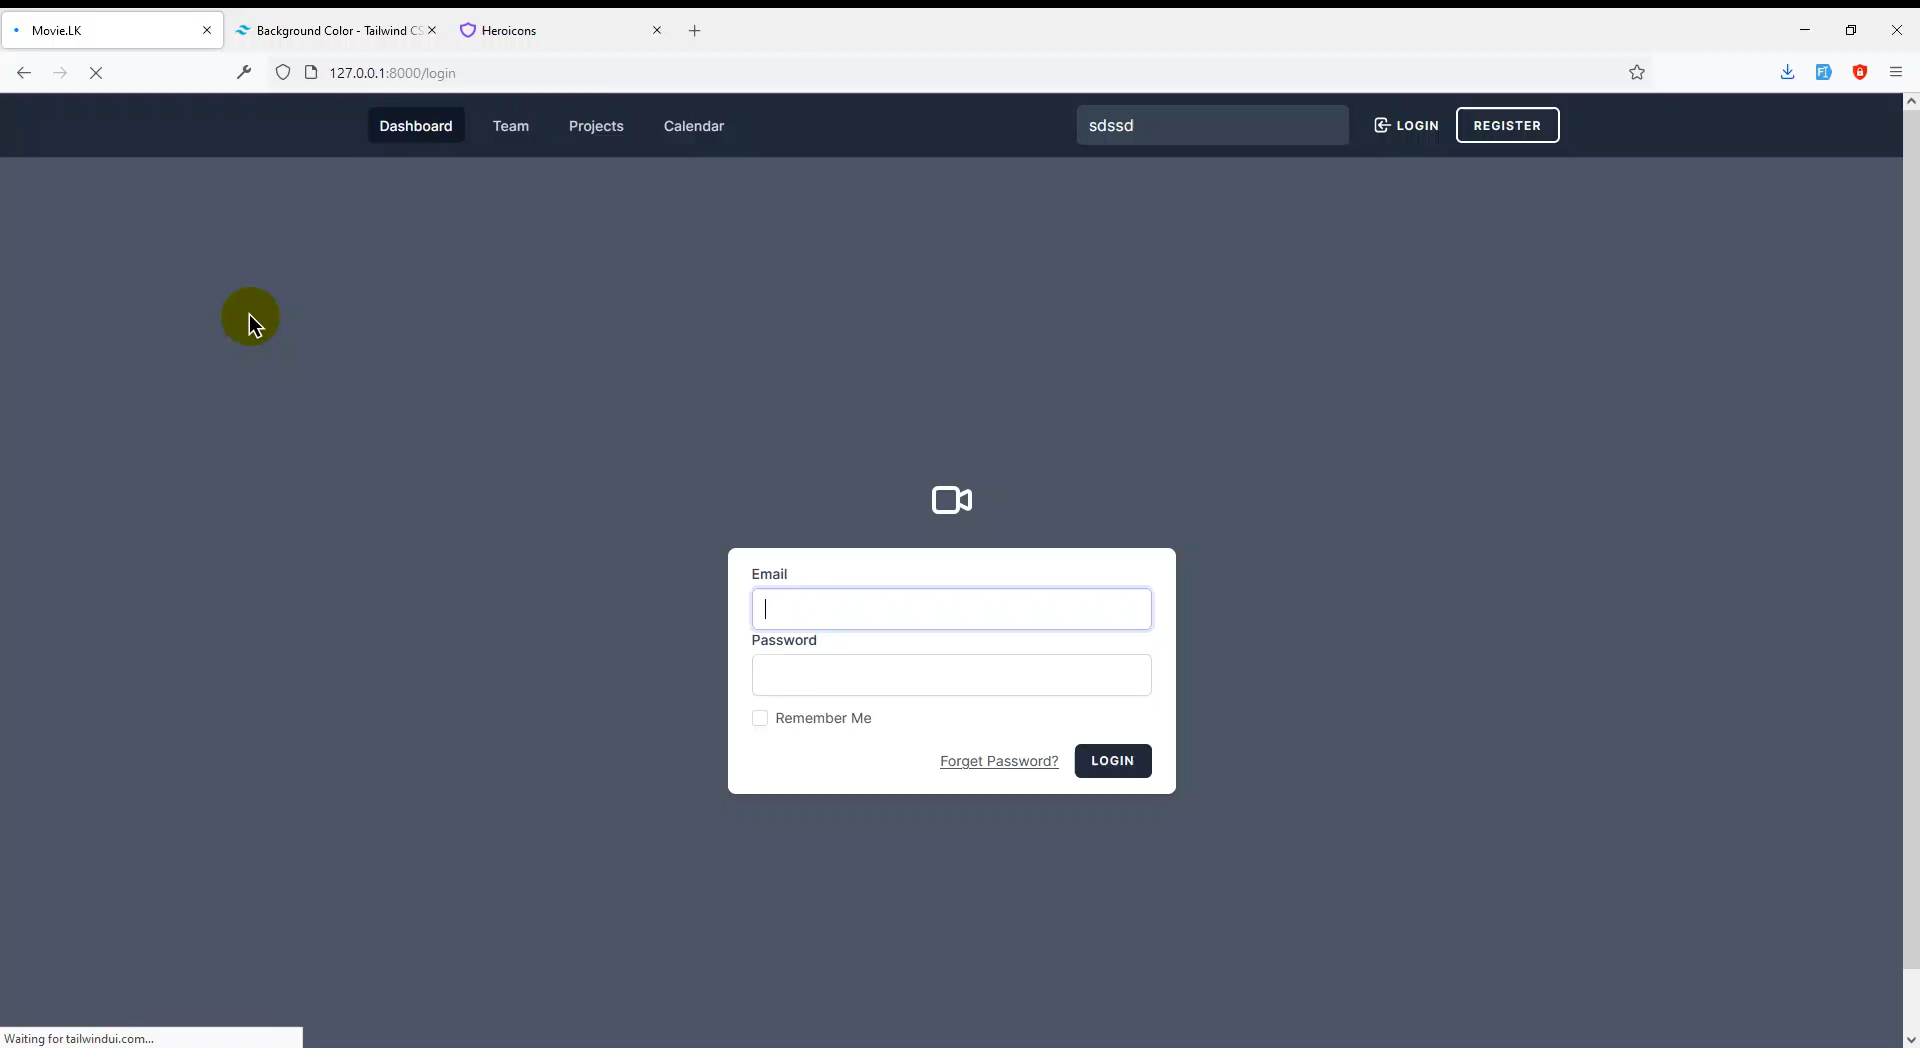 Movie.LK
Background Color - Tailwind CS
Heroicons
127.0.0.1:8000/login
Dashboard
Team
Projects
Calendar
sdssd
LOGIN
REGISTER
Email
Password
Remember Me
Forget Password?
LOGIN
Waiting for tailwindui.com...